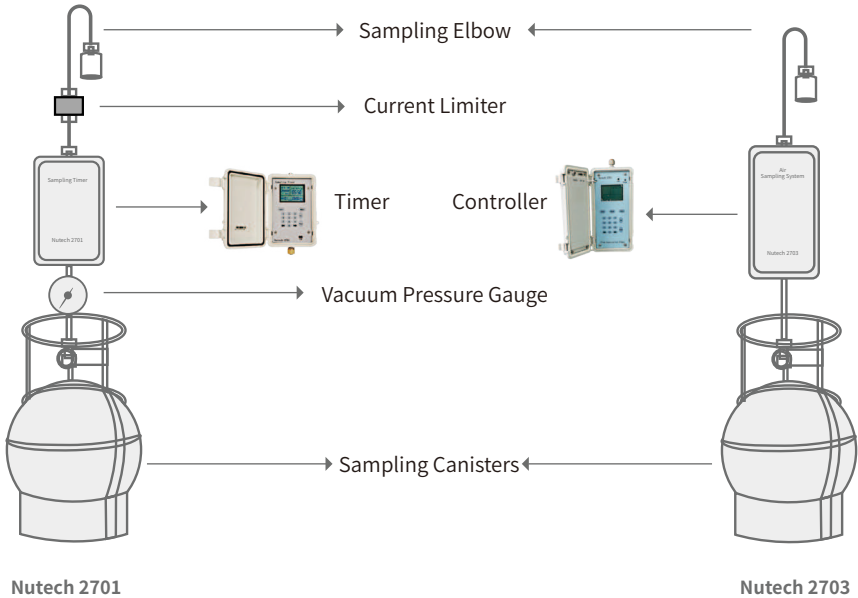 Sampling Elbow
Current Limiter
Sampling Timer
Nutech 2701
Timer
Controller
Air
Sampling System
Nutech 2703
Vacuum Pressure Gauge
Sampling Canisters
Nutech 2701
Nutech 2703